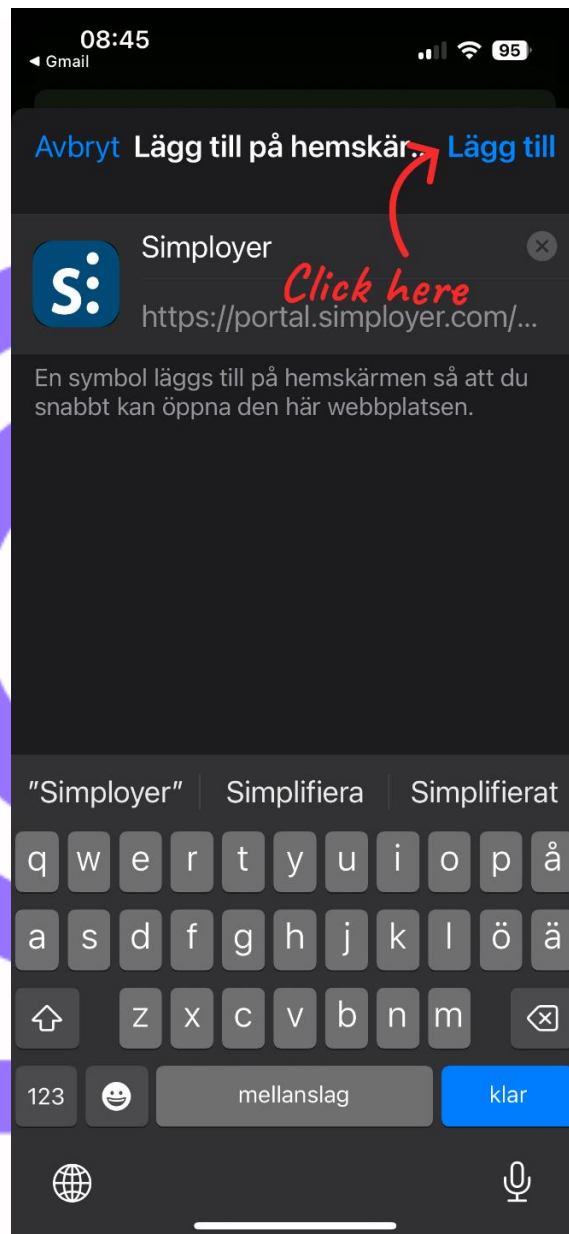 08:45
◀ Gmail
95
Avbryt Lägg till på hemskär... Lägg till
S:
Simployer
Click here
https://portal.simployer.com/...
En symbol läggs till på hemskärmen så att du
snabbt kan öppna den här webbplatsen.
"Simployer" Simplifiera Simplifierat
q w e r t y u i o p å
a s d f g h j k l ö ä
z x c v b n m
123 mellanslag klar